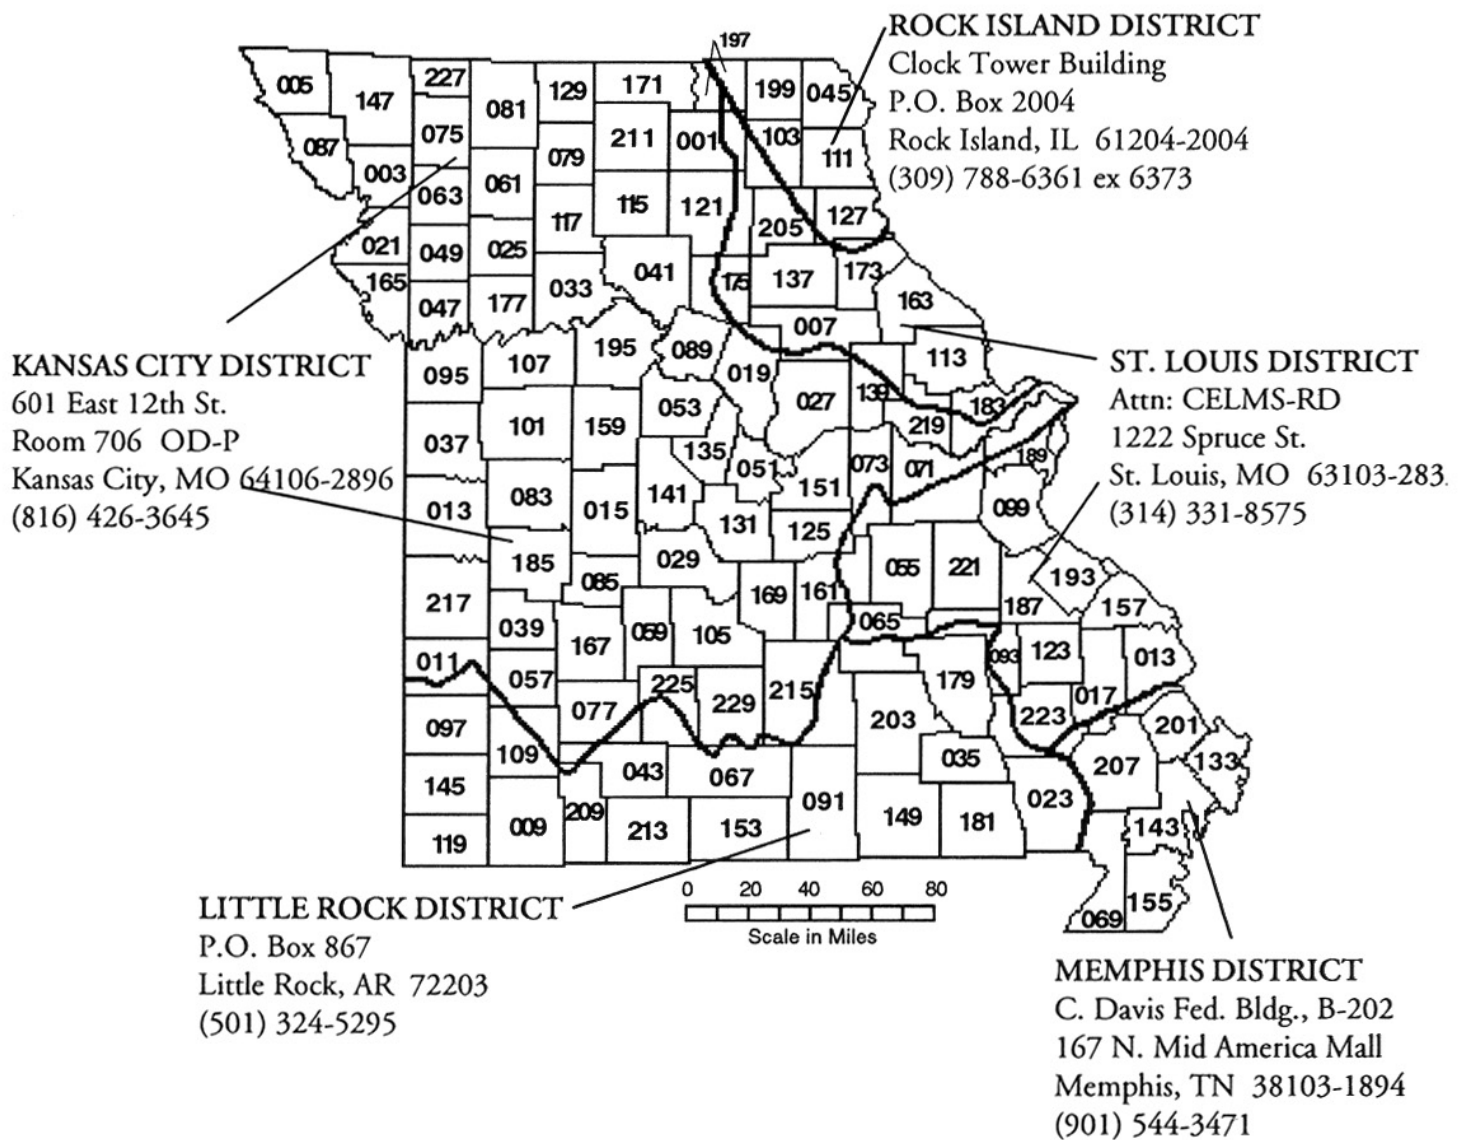 197
ROCK ISLAND DISTRICT
Clock Tower Building
P.O. Box 2004
Rock Island, IL 61204-2004
(309) 788-6361 ex 6373
005 147 227 081 129 171 199 045
087 075 079 211 001 103 111
003 063 061 117 115 121 205 127
021 049 025 033 041 175 137 173 163
165 047 177 195 089 019 007 113
095 107 053 027 139 183
037 101 159 135 051 151 073 071 219 189
013 083 015 141 131 125 099
185 085 029 169 161 055 221 187 193 157
217 039 167 059 105 065
011 057 077 225 229 215 179 093 123 017 013
097 109 043 067 203 223 201
145 209 091 035 023 207 133
119 009 213 153 149 181 143
069 155
KANSAS CITY DISTRICT
601 East 12th St.
Room 706 OD-P
Kansas City, MO 64106-2896
(816) 426-3645
ST. LOUIS DISTRICT
Attn: CELMS-RD
1222 Spruce St.
St. Louis, MO 63103-283
(314) 331-8575
LITTLE ROCK DISTRICT
P.O. Box 867
Little Rock, AR 72203
(501) 324-5295
0 20 40 60 80
Scale in Miles
MEMPHIS DISTRICT
C. Davis Fed. Bldg., B-202
167 N. Mid America Mall
Memphis, TN 38103-1894
(901) 544-3471